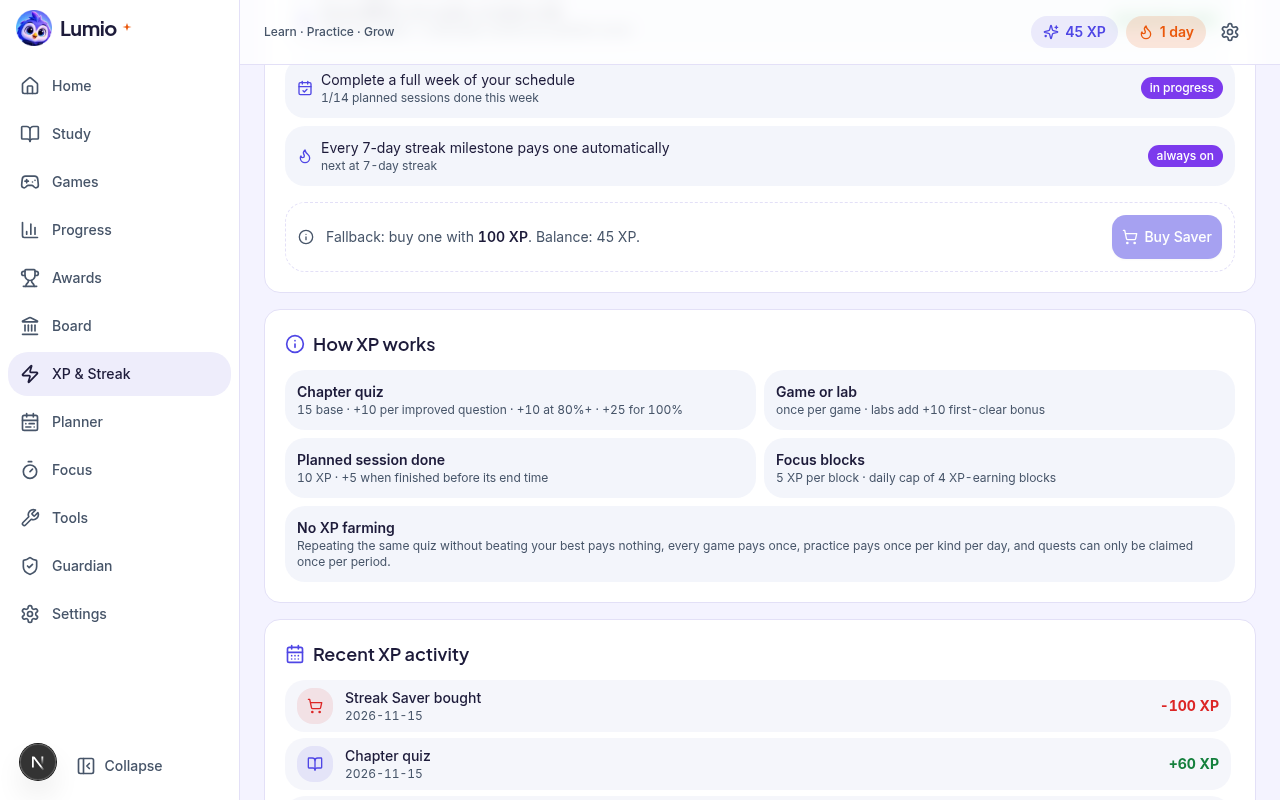 Lumio
Learn · Practice · Grow
45 XP
1 day
Home
Study
Games
Progress
Awards
Board
XP & Streak
Planner
Focus
Tools
Guardian
Settings
N
Collapse
Complete a full week of your schedule
1/14 planned sessions done this week
in progress
Every 7-day streak milestone pays one automatically
next at 7-day streak
always on
Fallback: buy one with 100 XP. Balance: 45 XP.
Buy Saver
How XP works
Chapter quiz
15 base · +10 per improved question · +10 at 80%+ · +25 for 100%
Game or lab
once per game · labs add +10 first-clear bonus
Planned session done
10 XP · +5 when finished before its end time
Focus blocks
5 XP per block · daily cap of 4 XP-earning blocks
No XP farming
Repeating the same quiz without beating your best pays nothing, every game pays once, practice pays once per kind per day, and quests can only be claimed
once per period.
Recent XP activity
Streak Saver bought
2026-11-15
-100 XP
Chapter quiz
2026-11-15
+60 XP